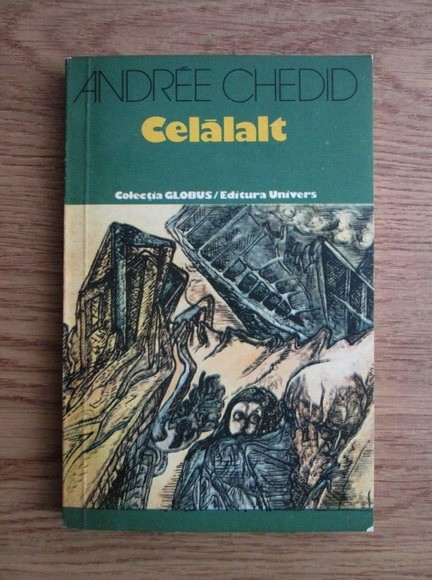 ANDRÉE CHEDID
Celălalt
Colecția GLOBUS/Editura Univers